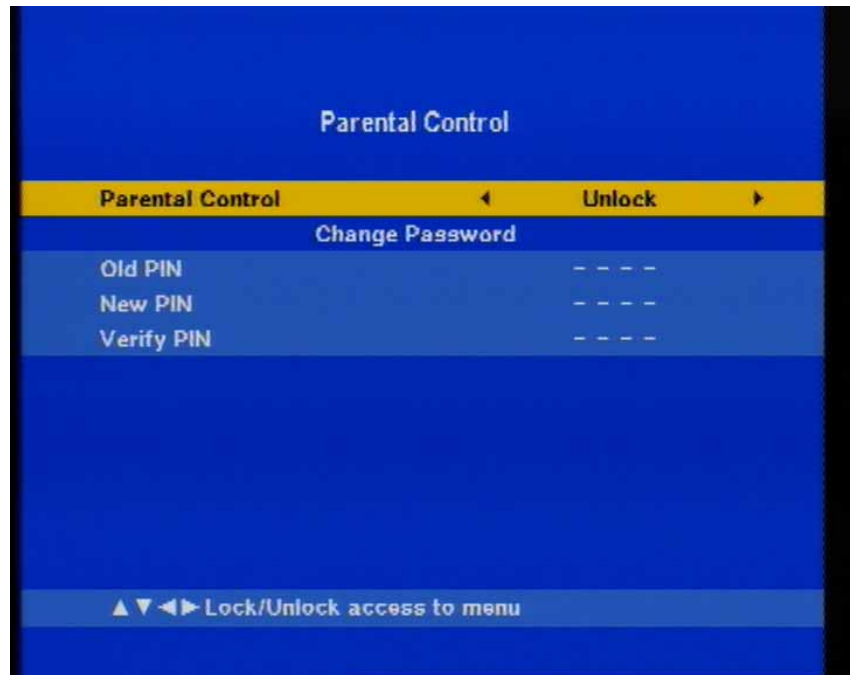 Parental Control
Parental Control ◀ Unlock ▶
Change Password
Old PIN - - - -
New PIN - - - -
Verify PIN - - - -
▲▼◀▶ Lock/Unlock access to menu